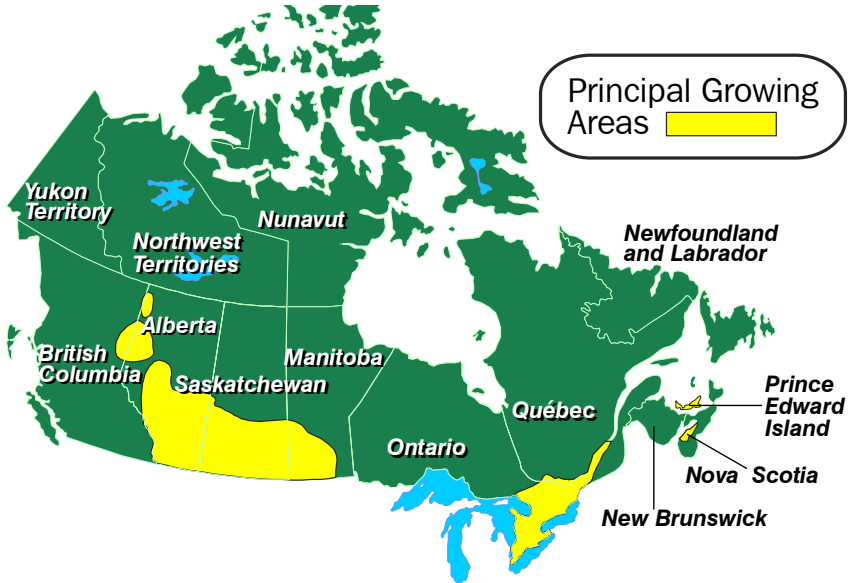 Principal Growing
Areas
Yukon
Territory
Northwest
Territories
Nunavut
Newfoundland
and Labrador
Alberta
British
Columbia
Saskatchewan
Manitoba
Ontario
Québec
Prince
Edward
Island
Nova Scotia
New Brunswick